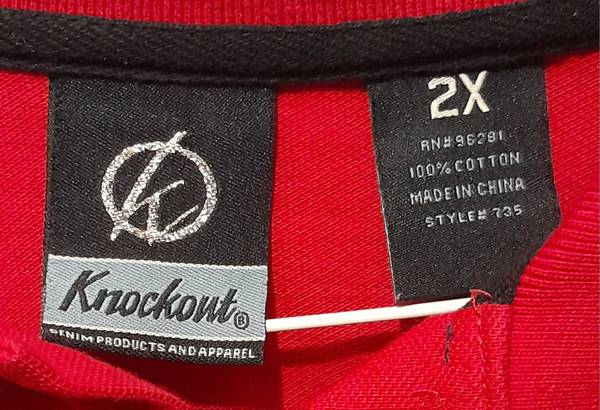 K
Knockout®
DENIM PRODUCTS AND APPAREL
2X
RN# 96281
100% COTTON
MADE IN CHINA
STYLE# 735